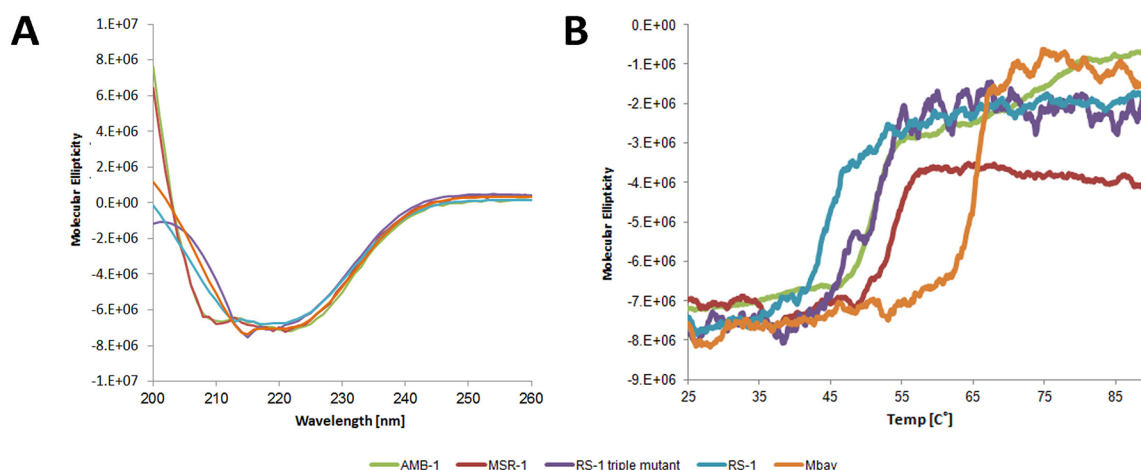 A
B
1.E+07
8.E+06
6.E+06
4.E+06
2.E+06
0.E+00
-2.E+06
-4.E+06
-6.E+06
-8.E+06
-1.E+07
Molecular Ellipticity
200 210 220 230 240 250 260
Wavelength [nm]
0.E+00
-1.E+06
-2.E+06
-3.E+06
-4.E+06
-5.E+06
-6.E+06
-7.E+06
-8.E+06
-9.E+06
Molecular Ellipticity
25 35 45 55 65 75 85
Temp [C°]
AMB-1 MSR-1 RS-1 triple mutant RS-1 Mbav